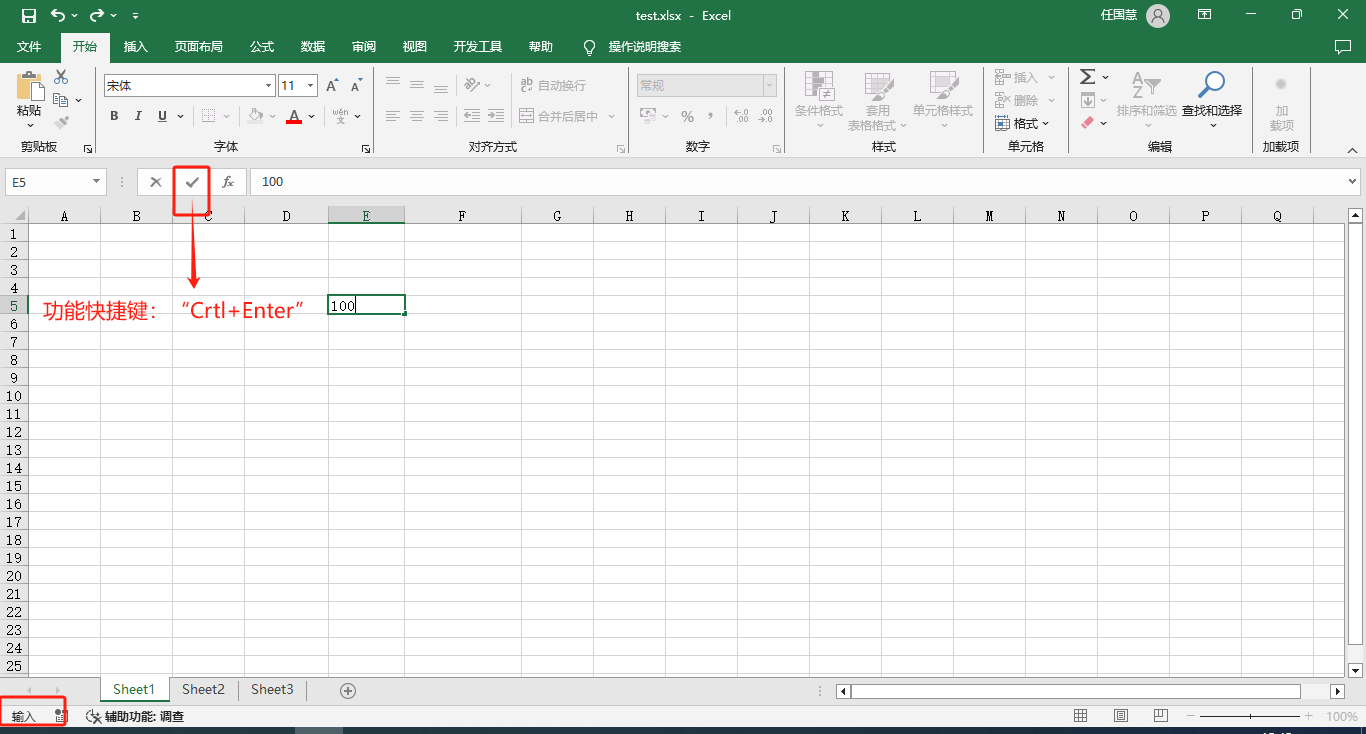 test.xlsx - Excel
任国慧
文件 开始 插入 页面布局 公式 数据 审阅 视图 开发工具 帮助 操作说明搜索
粘贴
剪贴板
宋体 11 A A
B I U A wén 文
字体
ab 自动换行
合并后居中
对齐方式
常规
% , .00 .00
数字
条件格式 套用 表格格式 单元格样式
样式
插入
删除
格式
单元格
Σ
排序和筛选 查找和选择
编辑
加载项
加载项
E5 fx 100
A B C D E F G H I J K L M N O P Q
1
2
3
4
5 功能快捷键： “Crtl+Enter” 100
6
7
8
9
10
11
12
13
14
15
16
17
18
19
20
21
22
23
24
25
Sheet1 Sheet2 Sheet3
输入 辅助功能: 调查 100%